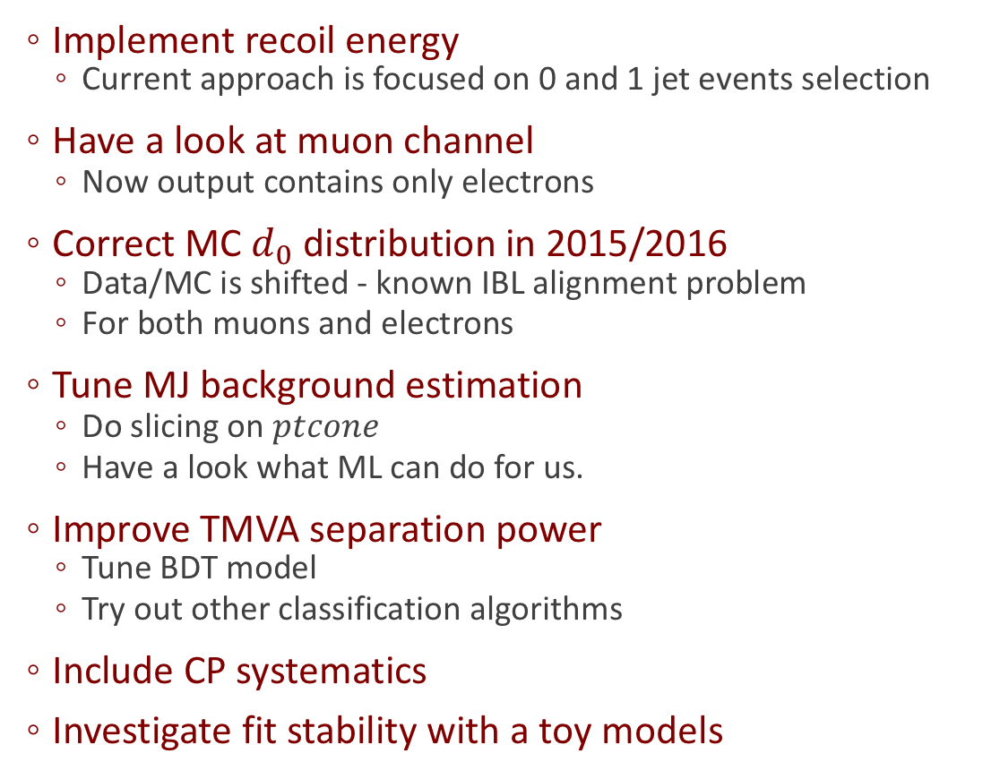 ◦ Implement recoil energy
◦ Current approach is focused on 0 and 1 jet events selection
◦ Have a look at muon channel
◦ Now output contains only electrons
◦ Correct MC d₀ distribution in 2015/2016
◦ Data/MC is shifted - known IBL alignment problem
◦ For both muons and electrons
◦ Tune MJ background estimation
◦ Do slicing on ptcone
◦ Have a look what ML can do for us.
◦ Improve TMVA separation power
◦ Tune BDT model
◦ Try out other classification algorithms
◦ Include CP systematics
◦ Investigate fit stability with a toy models